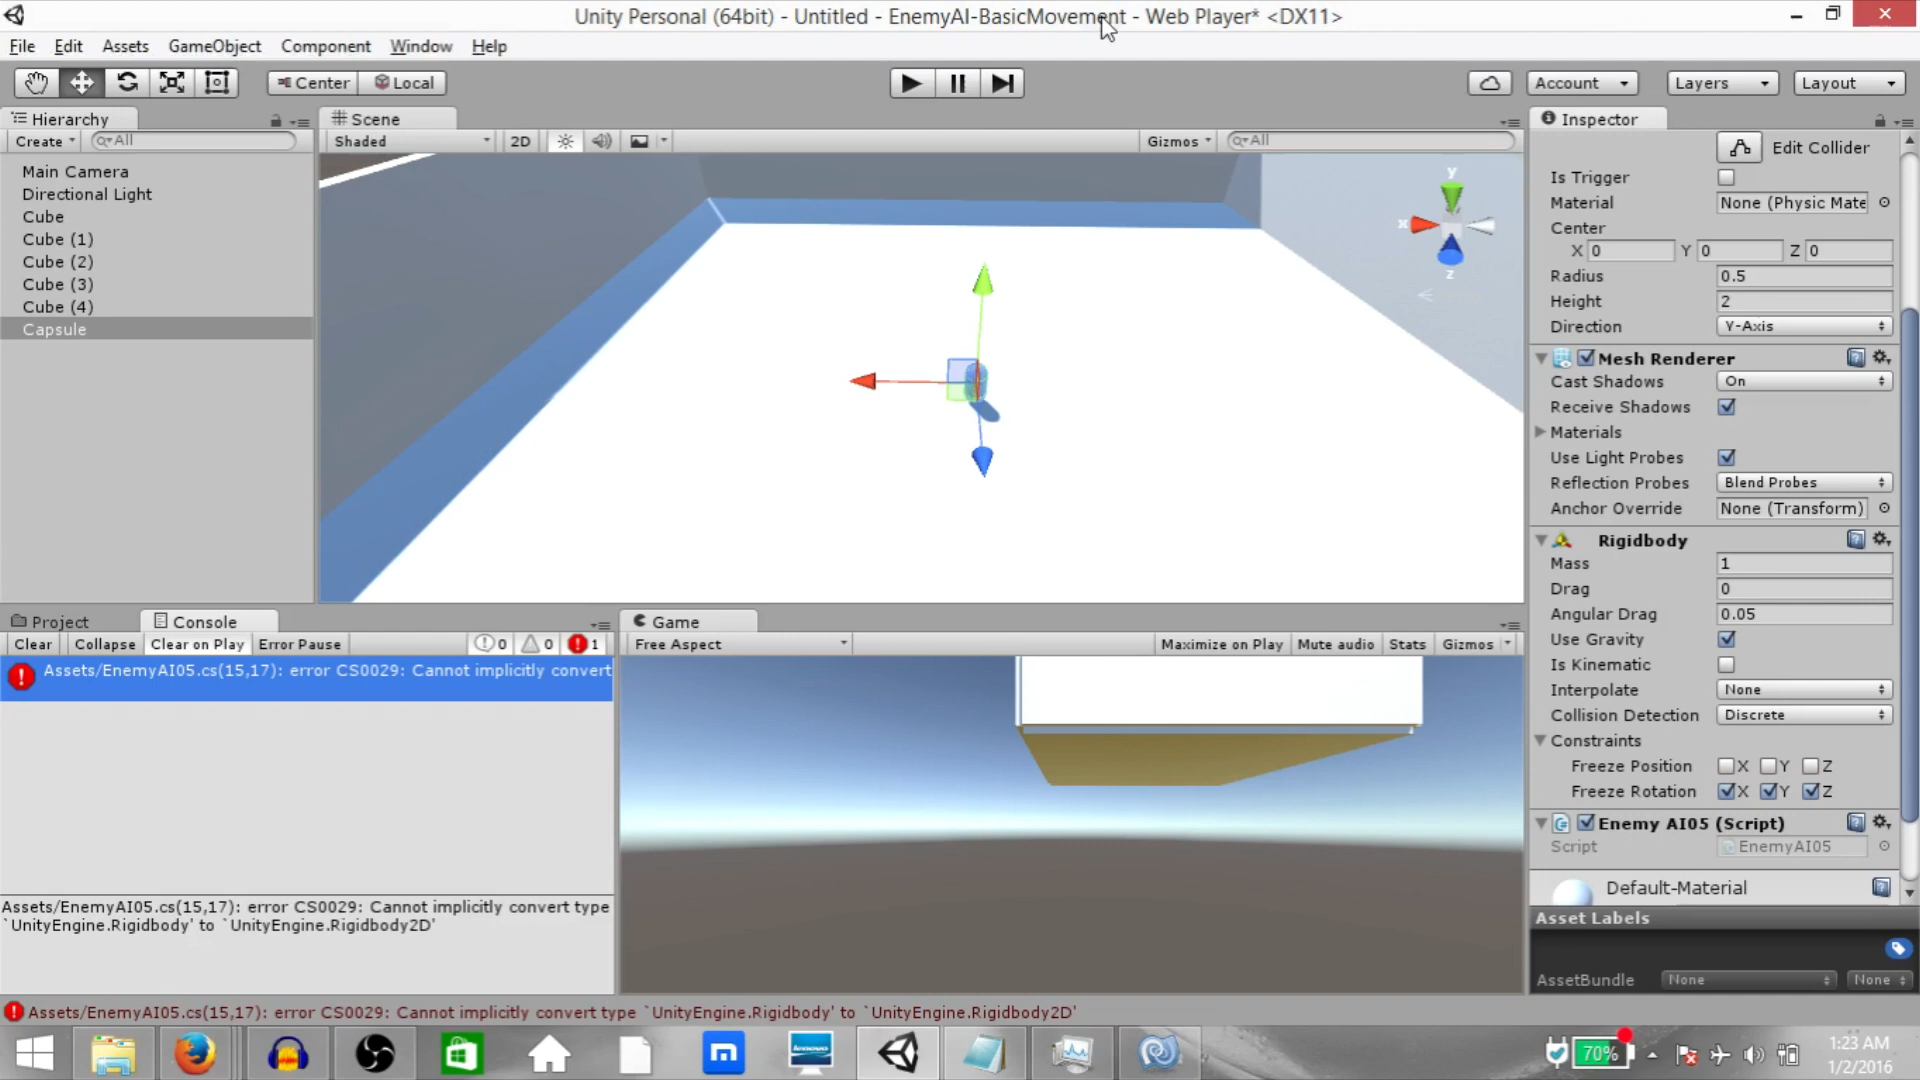 Unity Personal (64bit) - Untitled - EnemyAI-BasicMovement - Web Player* <DX11>
File Edit Assets GameObject Component Window Help
Center Local Account Layers Layout
Hierarchy Scene Inspector
Create All Shaded 2D Gizmos All
Main Camera
Directional Light
Cube
Cube (1)
Cube (2)
Cube (3)
Cube (4)
Capsule
y
x
z
Edit Collider
Is Trigger
Material None (Physic Mate
Center
X 0 Y 0 Z 0
Radius 0.5
Height 2
Direction Y-Axis
Mesh Renderer
Cast Shadows On
Receive Shadows
Materials
Use Light Probes
Reflection Probes Blend Probes
Anchor Override None (Transform)
Rigidbody
Mass 1
Drag 0
Angular Drag 0.05
Use Gravity
Is Kinematic
Interpolate None
Collision Detection Discrete
Constraints
Freeze Position X Y Z
Freeze Rotation X Y Z
Enemy AI05 (Script)
Script EnemyAI05
Default-Material
Asset Labels
AssetBundle None None
Project Console Game
Clear Collapse Clear on Play Error Pause 0 0 1 Free Aspect Maximize on Play Mute audio Stats Gizmos
Assets/EnemyAI05.cs(15,17): error CS0029: Cannot implicitly convert
Assets/EnemyAI05.cs(15,17): error CS0029: Cannot implicitly convert type
`UnityEngine.Rigidbody' to `UnityEngine.Rigidbody2D'
Assets/EnemyAI05.cs(15,17): error CS0029: Cannot implicitly convert type `UnityEngine.Rigidbody' to `UnityEngine.Rigidbody2D'
lenovo
70%
1:23 AM
1/2/2016